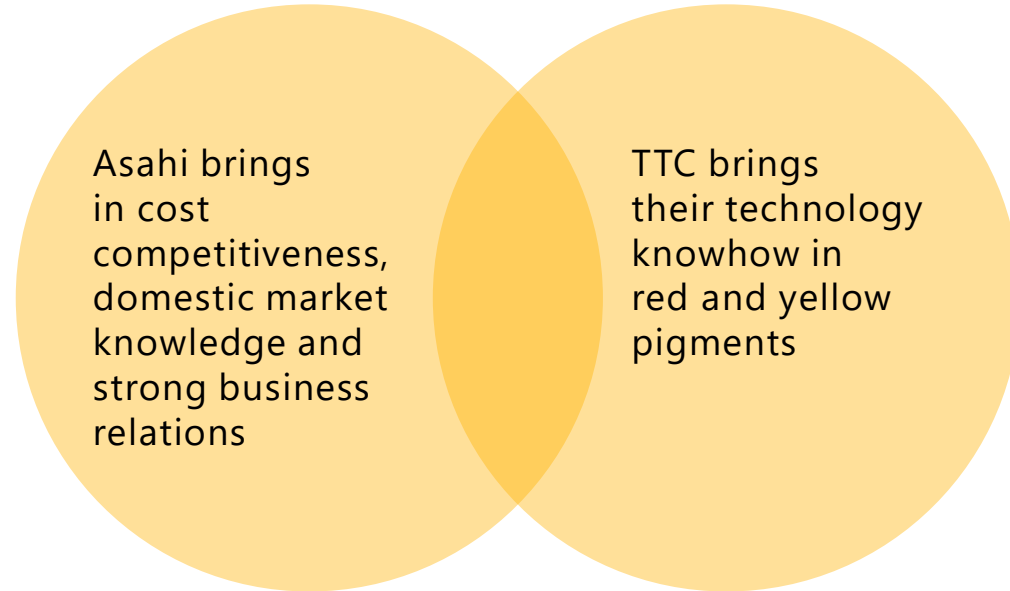 Asahi brings
in cost
competitiveness,
domestic market
knowledge and
strong business
relations
TTC brings
their technology
knowhow in
red and yellow
pigments